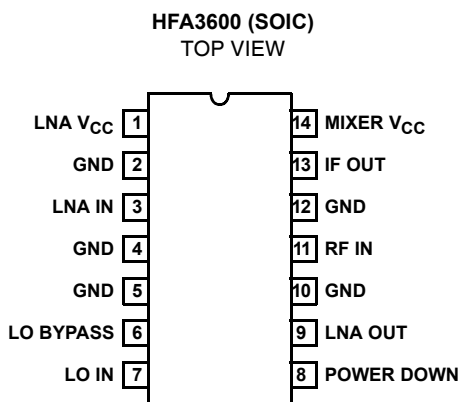 HFA3600 (SOIC)
TOP VIEW
LNA VCC 1 14 MIXER VCC
GND 2 13 IF OUT
LNA IN 3 12 GND
GND 4 11 RF IN
GND 5 10 GND
LO BYPASS 6 9 LNA OUT
LO IN 7 8 POWER DOWN